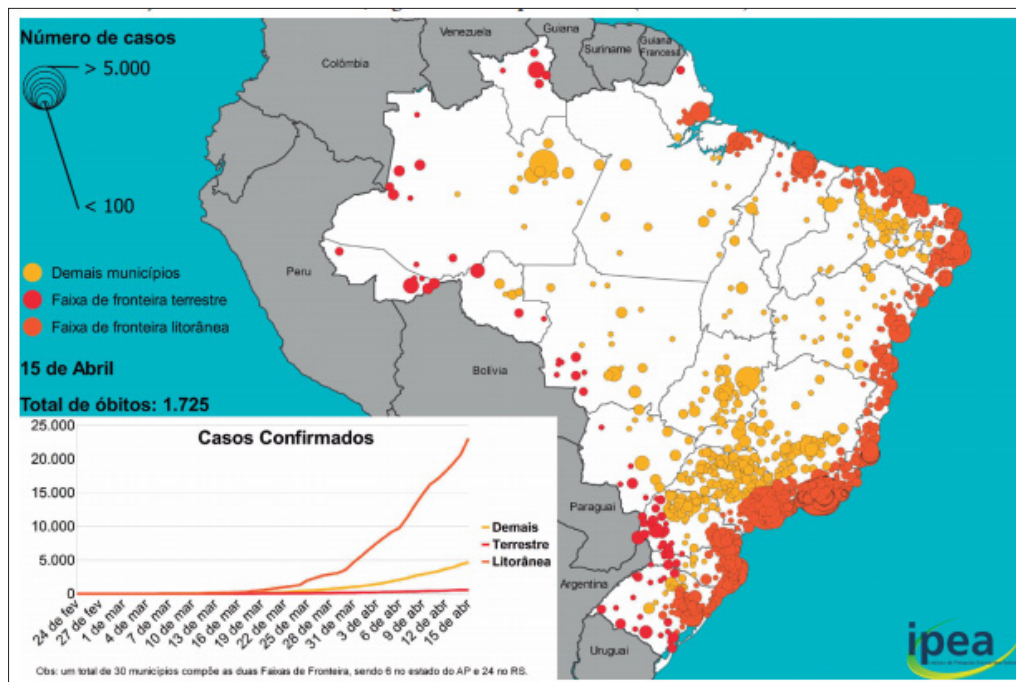 Número de casos
> 5.000
< 100
Venezuela
Guiana
Suriname
Guiana
Francesa
Colômbia
Peru
Bolívia
Paraguai
Argentina
Uruguai
Demais municípios
Faixa de fronteira terrestre
Faixa de fronteira litorânea
15 de Abril
Total de óbitos: 1.725
Casos Confirmados
25.000
20.000
15.000
10.000
5.000
0
Demais
Terrestre
Litorânea
24 de fev
27 de fev
1 de mar
4 de mar
7 de mar
10 de mar
13 de mar
16 de mar
19 de mar
22 de mar
25 de mar
28 de mar
31 de mar
3 de abr
6 de abr
9 de abr
12 de abr
15 de abr
Obs: um total de 30 municípios compõe as duas Faixas de Fronteira, sendo 6 no estado do AP e 24 no RS.
ipea